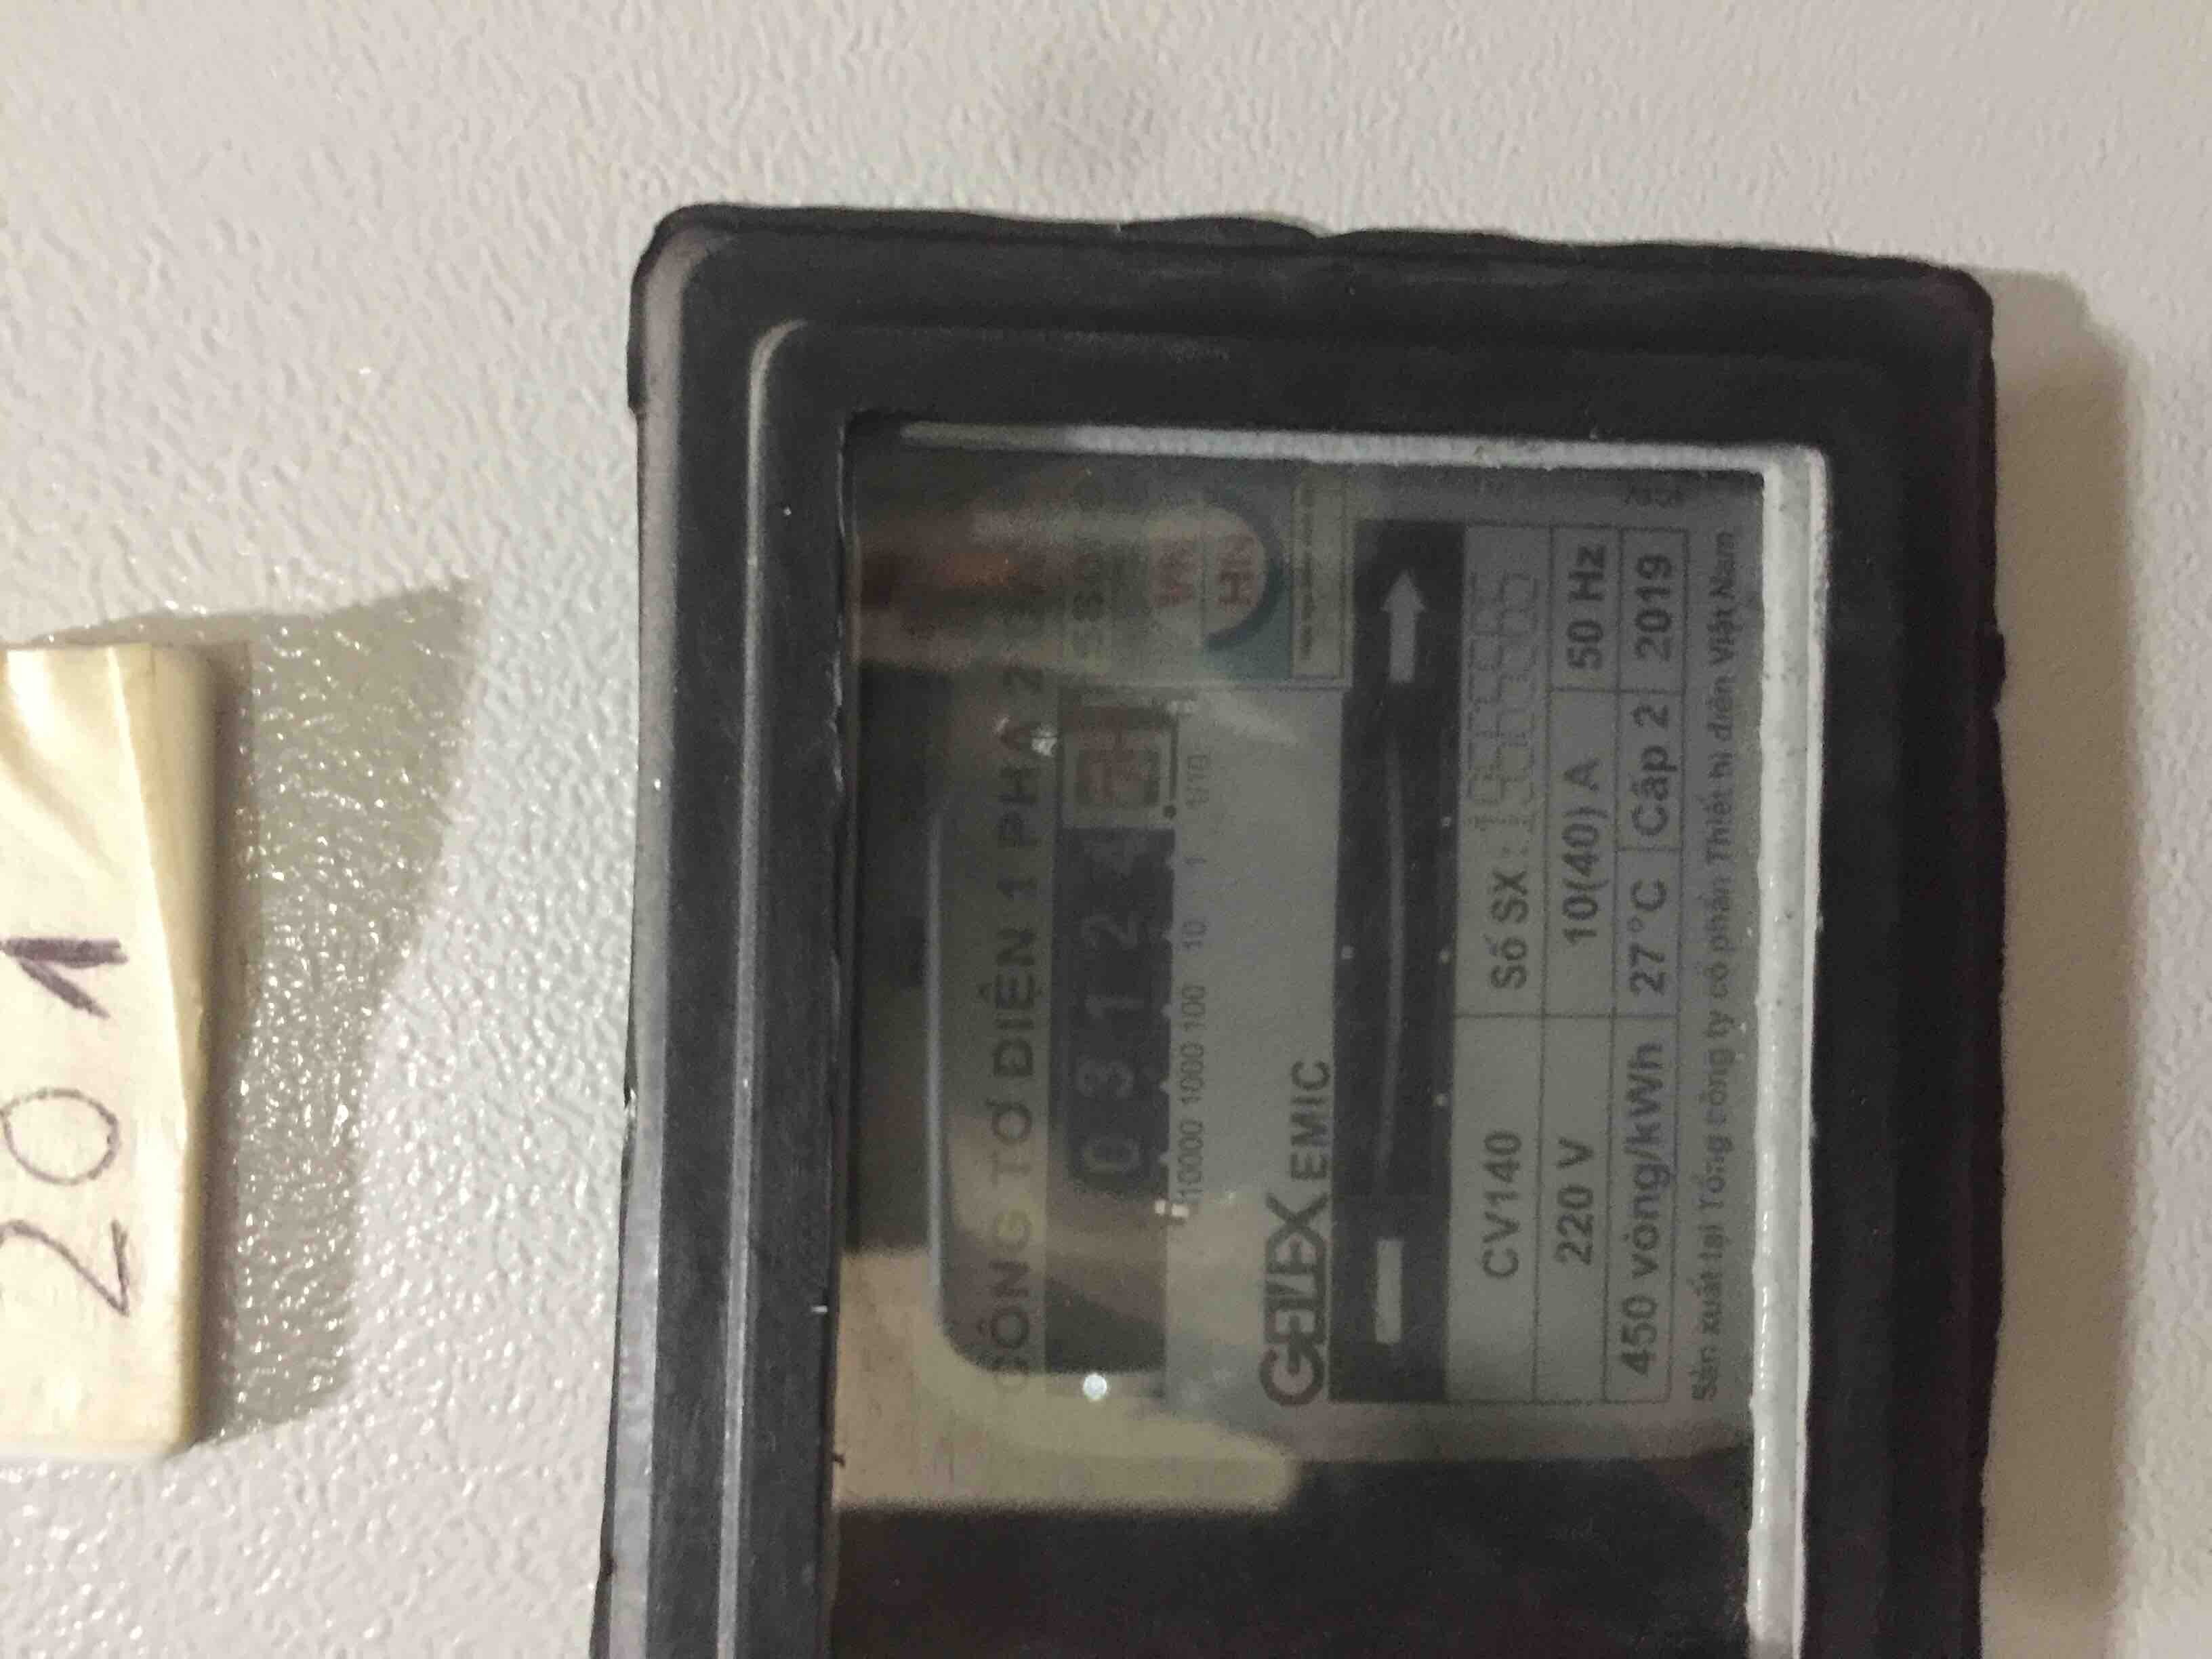 201
CÔNG TƠ ĐIỆN 1 PHA 2
03124
10000 1000 100 10 1 1/10
GELEX EMIC
CV140
Số SX:
220 V
10(40) A
50 Hz
450 vòng/kWh
27°C
Cấp 2
2019
Sản xuất tại Tổng công ty cổ phần Thiết bị điện Việt Nam